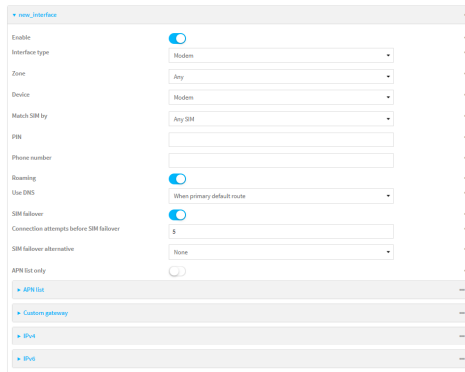 new_interface
Enable
Interface type Modem
Zone Any
Device Modem
Match SIM by Any SIM
PIN
Phone number
Roaming
Use DNS When primary default route
SIM failover
Connection attempts before SIM failover 5
SIM failover alternative None
APN list only
APN list
Custom gateway
IPv4
IPv6